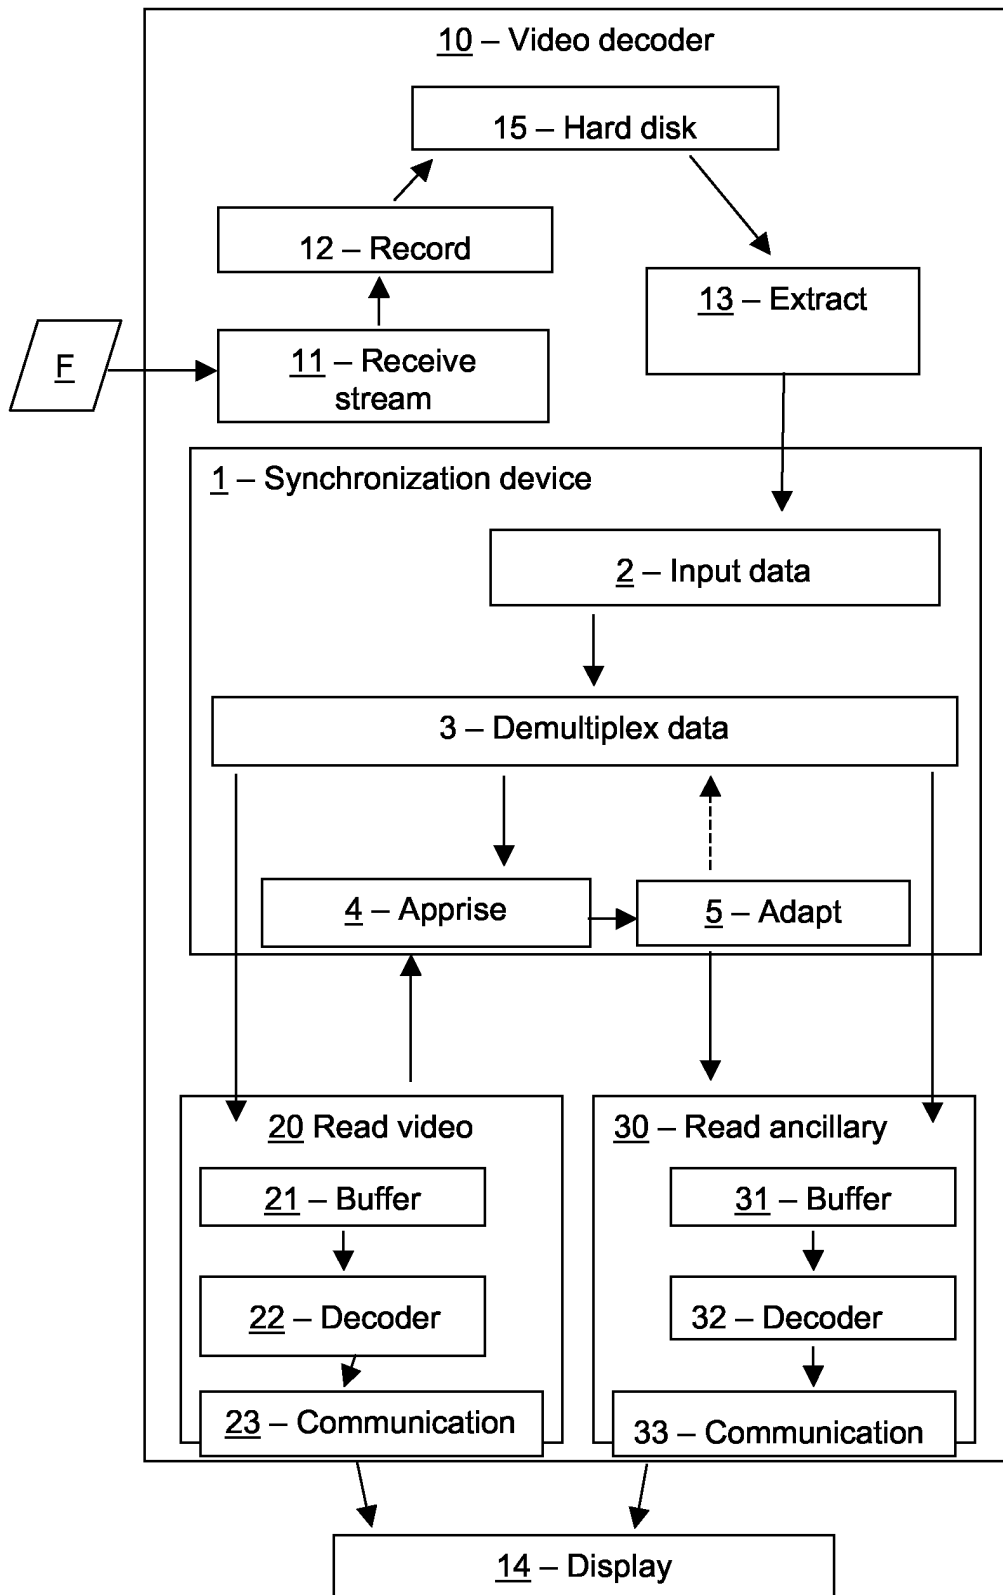 10 – Video decoder
15 – Hard disk
12 – Record
13 – Extract
F
11 – Receive
stream
1 – Synchronization device
2 – Input data
3 – Demultiplex data
4 – Apprise
5 – Adapt
20 Read video
30 – Read ancillary
21 – Buffer
31 – Buffer
22 – Decoder
32 – Decoder
23 – Communication
33 – Communication
14 – Display